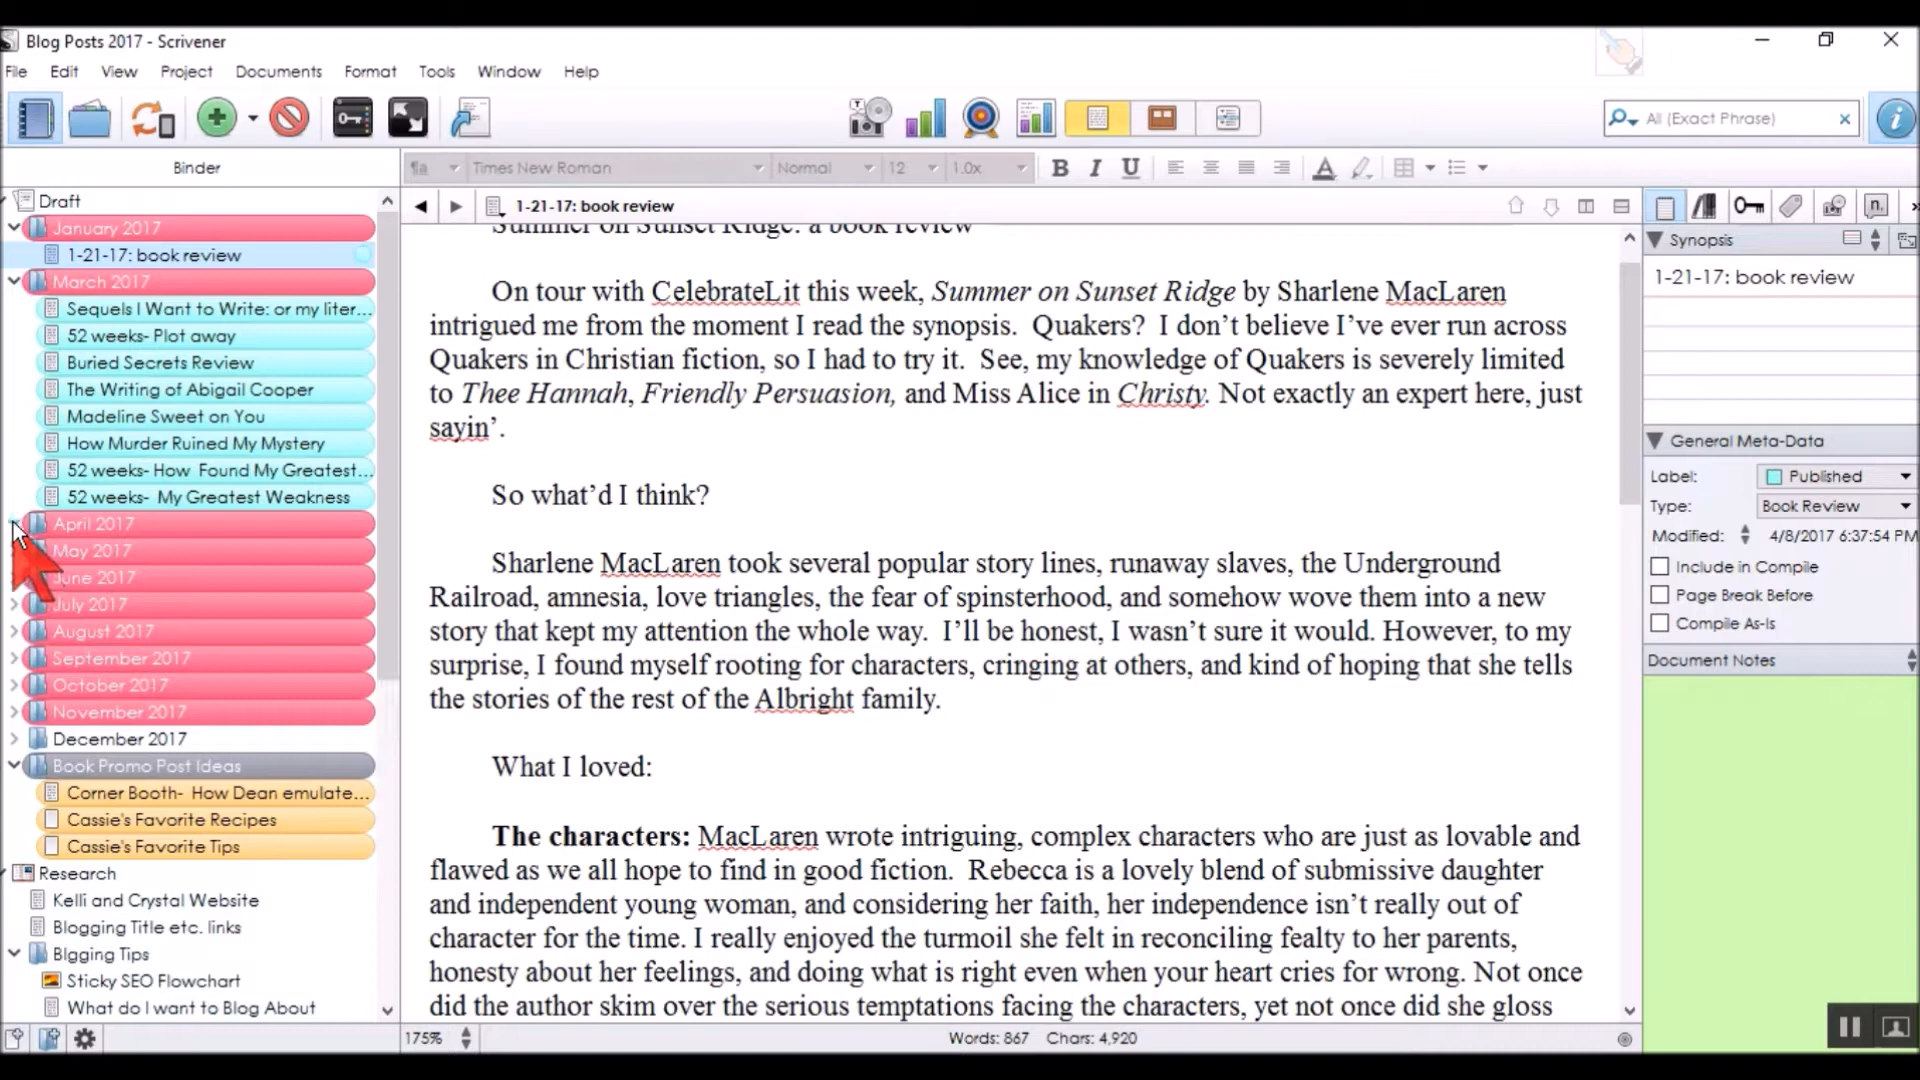 Blog Posts 2017 - Scrivener
File Edit View Project Documents Format Tools Window Help
All (Exact Phrase)
Binder
Times New Roman Normal 12 1.0x B I U A
Draft
January 2017
1-21-17: book review
March 2017
Sequels I Want to Write: or my liter...
52 weeks- Plot away
Buried Secrets Review
The Writing of Abigail Cooper
Madeline Sweet on You
How Murder Ruined My Mystery
52 weeks- How  Found My Greatest...
52 weeks-  My Greatest Weakness
April 2017
May 2017
June 2017
July 2017
August 2017
September 2017
October 2017
November 2017
December 2017
Book Promo Post Ideas
Corner Booth-  How Dean emulate...
Cassie's Favorite Recipes
Cassie's Favorite Tips
Research
Kelli and Crystal Website
Blogging Title etc. links
Blgging Tips
Sticky SEO Flowchart
What do I want to Blog About
1-21-17: book review
Summer on Sunset Ridge: a book review
On tour with CelebrateLit this week, Summer on Sunset Ridge by Sharlene MacLaren
intrigued me from the moment I read the synopsis.  Quakers?  I don’t believe I’ve ever run across
Quakers in Christian fiction, so I had to try it.  See, my knowledge of Quakers is severely limited
to Thee Hannah, Friendly Persuasion, and Miss Alice in Christy. Not exactly an expert here, just
sayin’.
So what’d I think?
Sharlene MacLaren took several popular story lines, runaway slaves, the Underground
Railroad, amnesia, love triangles, the fear of spinsterhood, and somehow wove them into a new
story that kept my attention the whole way.  I’ll be honest, I wasn’t sure it would. However, to my
surprise, I found myself rooting for characters, cringing at others, and kind of hoping that she tells
the stories of the rest of the Albright family.
What I loved:
The characters: MacLaren wrote intriguing, complex characters who are just as lovable and
flawed as we all hope to find in good fiction.  Rebecca is a lovely blend of submissive daughter
and independent young woman, and considering her faith, her independence isn’t really out of
character for the time. I really enjoyed the turmoil she felt in reconciling fealty to her parents,
honesty about her feelings, and doing what is right even when your heart cries for wrong. Not once
did the author skim over the serious temptations facing the characters, yet not once did she gloss
175% Words: 867 Chars: 4,920
Synopsis
1-21-17: book review
General Meta-Data
Label: Published
Type: Book Review
Modified: 4/8/2017 6:37:54 PM
Include in Compile
Page Break Before
Compile As-Is
Document Notes